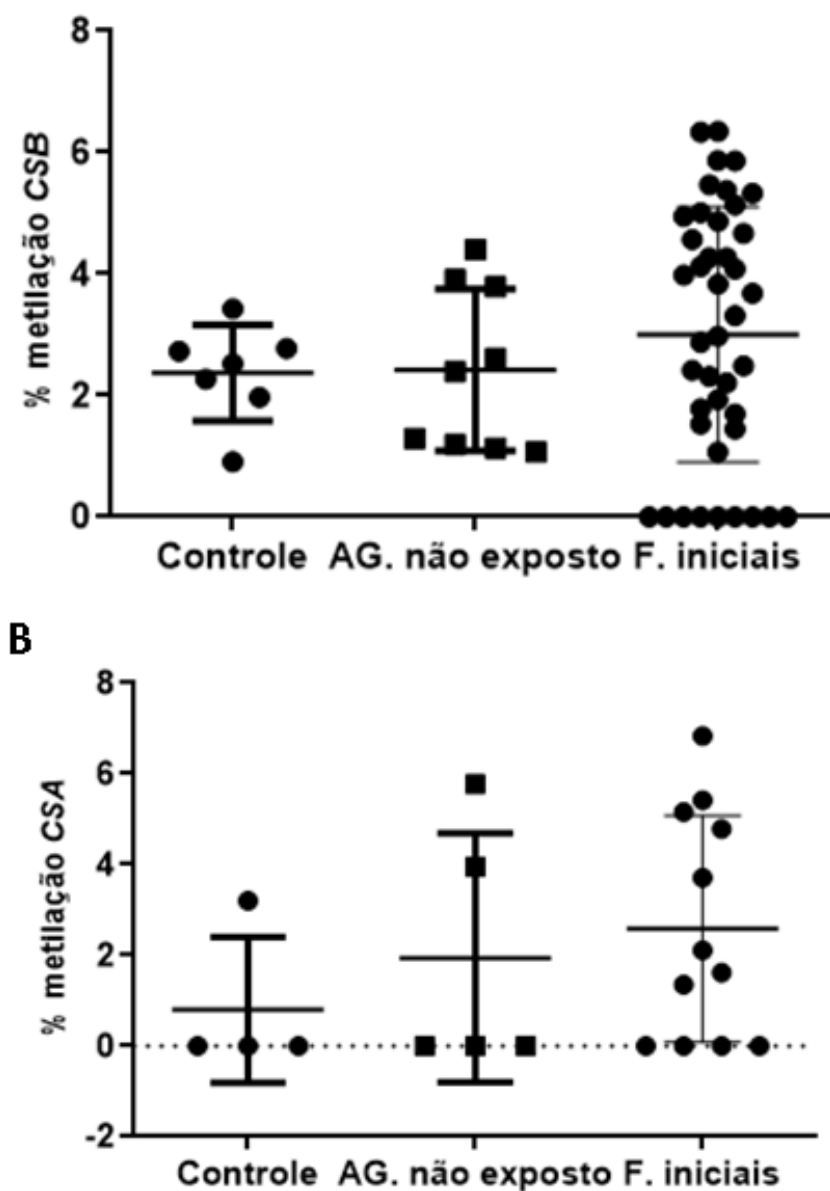 8
6
4
2
0
% metilação CSB
Controle AG. não exposto F. iniciais
B
8
6
4
2
0
-2
% metilação CSA
Controle AG. não exposto F. iniciais